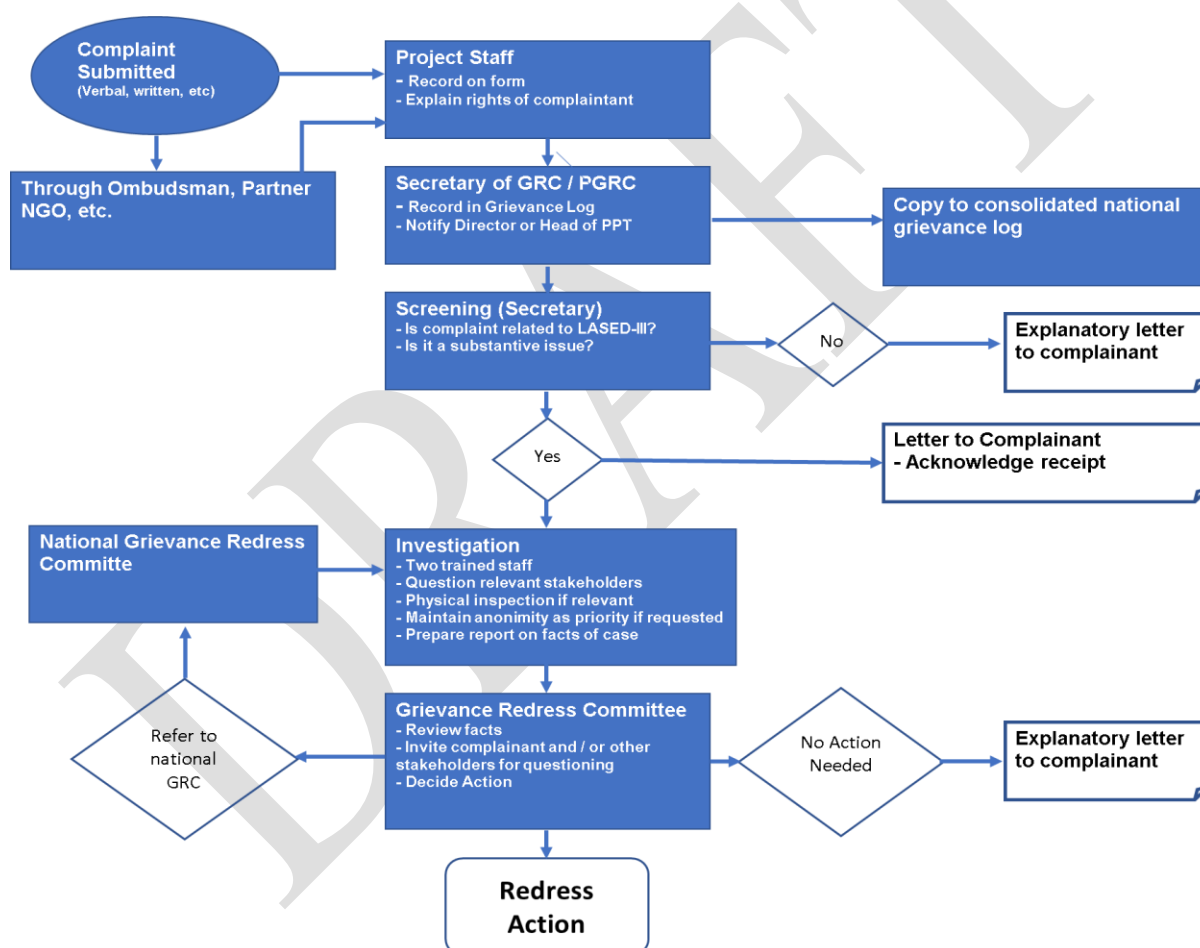 Complaint
Submitted
(Verbal, written, etc)
Project Staff
- Record on form
- Explain rights of complaintant
Through Ombudsman, Partner
NGO, etc.
Secretary of GRC / PGRC
- Record in Grievance Log
- Notify Director or Head of PPT
Copy to consolidated national
grievance log
Screening (Secretary)
- Is complaint related to LASED-III?
- Is it a substantive issue?
No
Explanatory letter
to complainant
Yes
Letter to Complainant
- Acknowledge receipt
National Grievance Redress
Committe
Investigation
- Two trained staff
- Question relevant stakeholders
- Physical inspection if relevant
- Maintain anonimity as priority if requested
- Prepare report on facts of case
Refer to
national
GRC
Grievance Redress Committee
- Review facts
- Invite complainant and / or other
stakeholders for questioning
- Decide Action
No Action
Needed
Explanatory letter
to complainant
Redress
Action
DRAFT